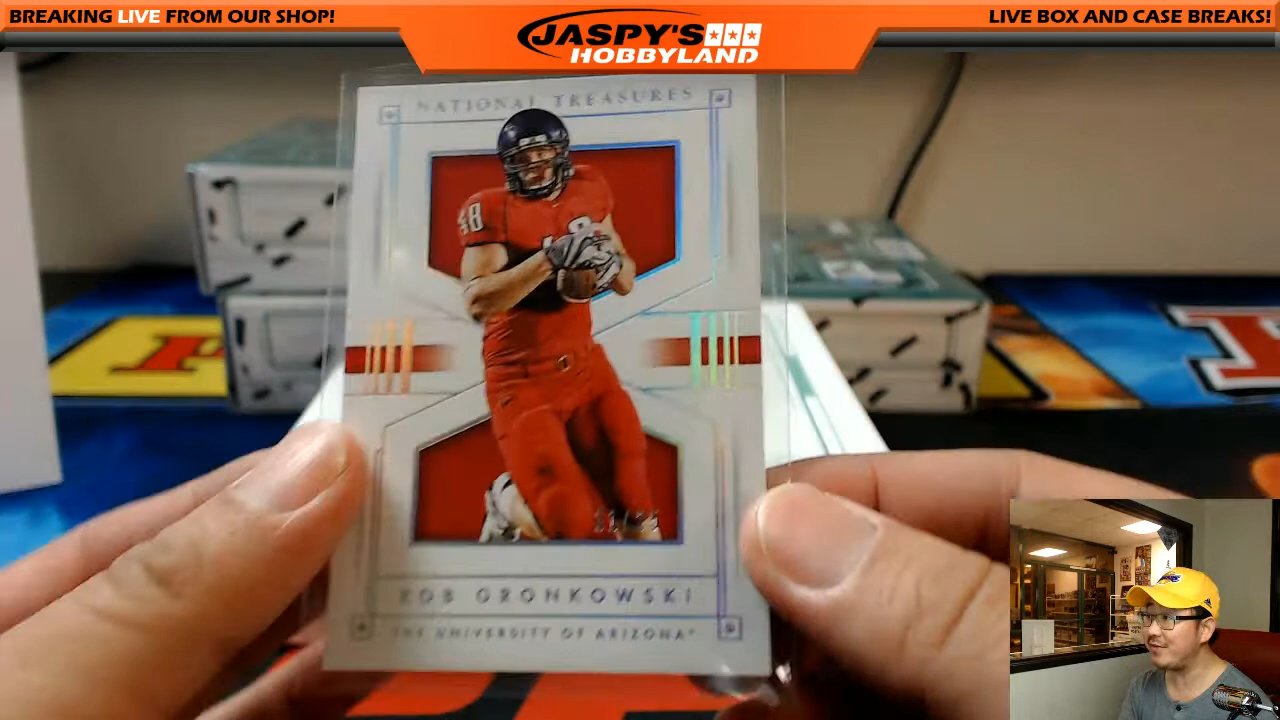 BREAKING LIVE FROM OUR SHOP!
JASPY'S
HOBBYLAND
LIVE BOX AND CASE BREAKS!
NATIONAL TREASURES
48
ROB GRONKOWSKI
THE UNIVERSITY OF ARIZONA